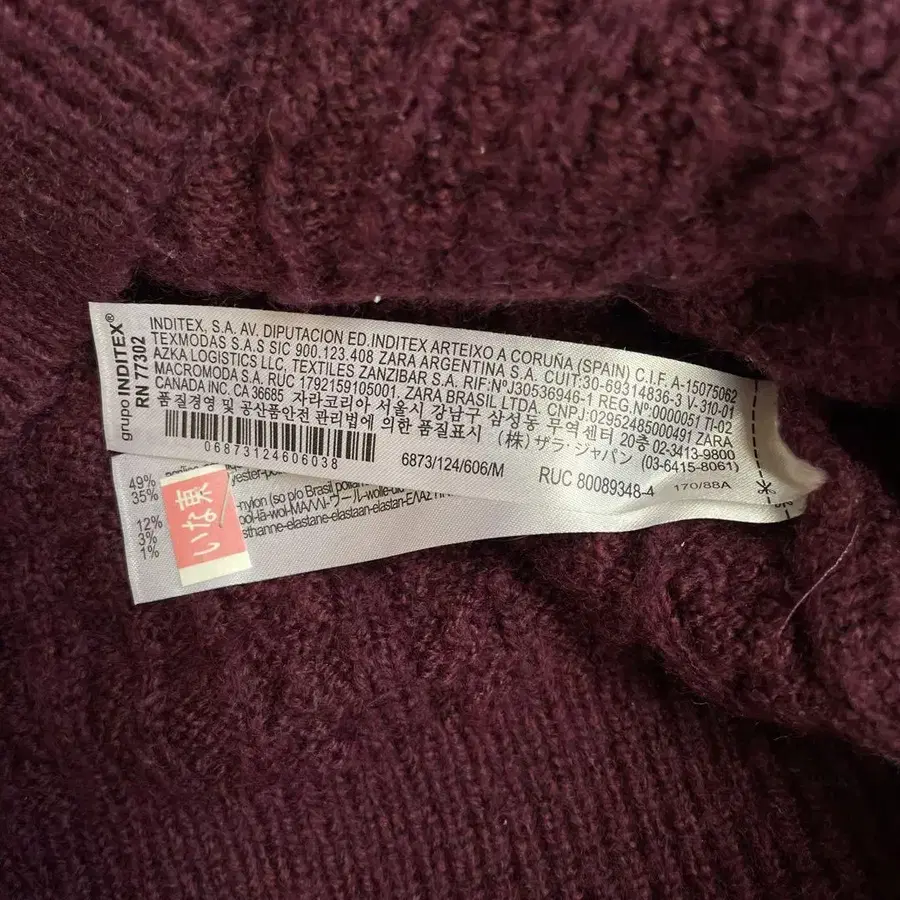 grupo INDITEX®
RN 77302
INDITEX, S.A. AV. DIPUTACION ED.INDITEX ARTEIXO A CORUÑA (SPAIN) C.I.F. A-15075062
TEXMODAS S.A.S SIC 900.123.408 ZARA ARGENTINA S.A. CUIT:30-69314836-3 V-310-01
AZKA LOGISTICS LLC, TEXTILES ZANZIBAR S.A. RIF:NºJ30536946-1 REG.Nº:0000051 TI-02
MACROMODA S.A. RUC 1792159105001, ZARA BRASIL LTDA. CNPJ:02952485000491 ZARA
CANADA INC. CA 36685 자라코리아 서울시 강남구 삼성동 무역센터 20층 02-3413-9800
품질경영 및 공산품안전 관리법에 의한 품질표시 (株) ザラ・ジャパン (03-6415-8061)
06873124606038
6873/124/606/M
RUC 80089348-4
170/88A
49%
35%
-nylon (so p/o Brasil
12%
3%
1%
いな東